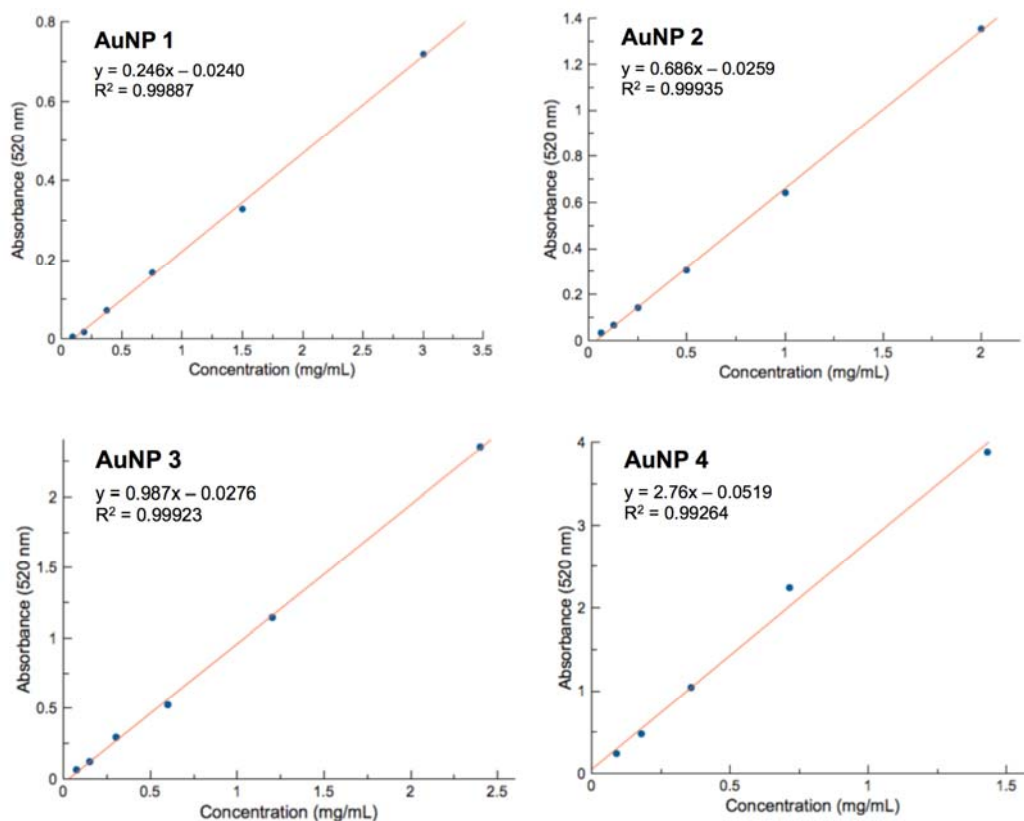 AuNP 1
y = 0.246x – 0.0240
R² = 0.99887
Absorbance (520 nm)
0.8
0.6
0.4
0.2
0
0 0.5 1 1.5 2 2.5 3 3.5
Concentration (mg/mL)
AuNP 2
y = 0.686x – 0.0259
R² = 0.99935
Absorbance (520 nm)
1.4
1.2
1
0.8
0.6
0.4
0.2
0
0 0.5 1 1.5 2
Concentration (mg/mL)
AuNP 3
y = 0.987x – 0.0276
R² = 0.99923
Absorbance (520 nm)
2
1.5
1
0.5
0
0 0.5 1 1.5 2 2.5
Concentration (mg/mL)
AuNP 4
y = 2.76x – 0.0519
R² = 0.99264
Absorbance (520 nm)
4
3
2
1
0
0 0.5 1 1.5
Concentration (mg/mL)